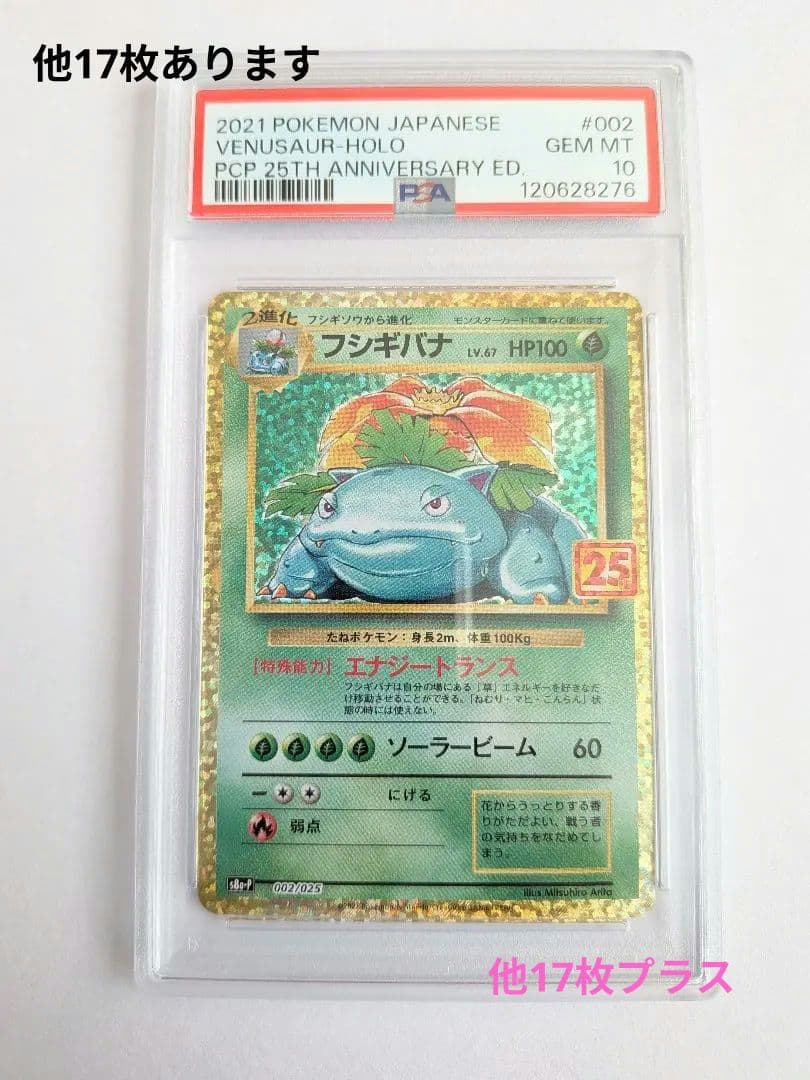 他17枚あります
2021 POKEMON JAPANESE #002
VENUSAUR-HOLO GEM MT
PCP 25TH ANNIVERSARY ED. 10
PSA 120628276
2進化 フシギソウから進化 モンスターカードに重ねて使います。
フシギバナ LV.67 HP100
25
たねポケモン：身長2m、体重100Kg
[特殊能力] エナジートランス
フシギバナは自分の場にある「草」エネルギーを好きなだ
け移動させることができる。「ねむり・マヒ・こんらん」状
態の時には使えない。
ソーラービーム 60
にげる
弱点
花からうっとりする香
りがただよい、戦う者
の気持ちをなだめてし
まう。
s8a-P 002/025
Illus Mitsuhiro Arita
他17枚プラス